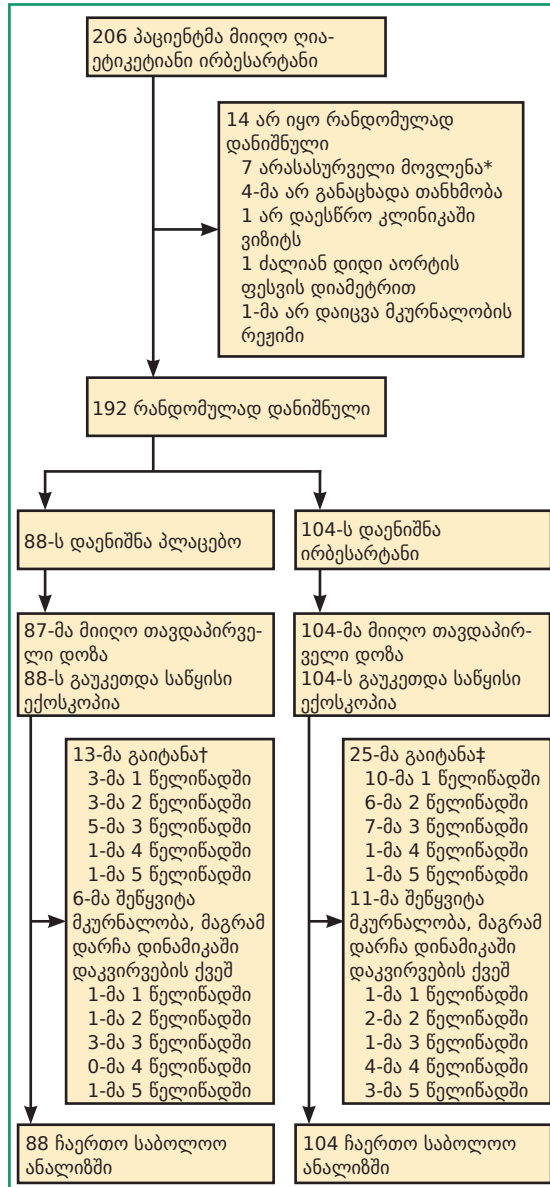 206 პაციენტმა მიიღო ღია-
ეტიკეტიანი ირბესარტანი
14 არ იყო რანდომულად
დანიშნული
7 არასასურველი მოვლენა*
4-მა არ განაცხადა თანხმობა
1 არ დაესწრო კლინიკაში
ვიზიტს
1 ძალიან დიდი აორტის
ფესვის დიამეტრით
1-მა არ დაიცვა მკურნალობის
რეჟიმი
192 რანდომულად დანიშნული
88-ს დაენიშნა პლაცებო
104-ს დაენიშნა
ირბესარტანი
87-მა მიიღო თავდაპირვე-
ლი დოზა
88-ს გაუკეთდა საწყისი
ექოსკოპია
104-მა მიიღო თავდაპირ-
ველი დოზა
104-ს გაუკეთდა საწყისი
ექოსკოპია
13-მა გაიტანა†
3-მა 1 წელიწადში
3-მა 2 წელიწადში
5-მა 3 წელიწადში
1-მა 4 წელიწადში
1-მა 5 წელიწადში
6-მა შეწყვიტა
მკურნალობა, მაგრამ
დარჩა დინამიკაში
დაკვირვების ქვეშ
1-მა 1 წელიწადში
1-მა 2 წელიწადში
3-მა 3 წელიწადში
0-მა 4 წელიწადში
1-მა 5 წელიწადში
25-მა გაიტანა‡
10-მა 1 წელიწადში
6-მა 2 წელიწადში
7-მა 3 წელიწადში
1-მა 4 წელიწადში
1-მა 5 წელიწადში
11-მა შეწყვიტა
მკურნალობა, მაგრამ
დარჩა დინამიკაში
დაკვირვების ქვეშ
1-მა 1 წელიწადში
2-მა 2 წელიწადში
1-მა 3 წელიწადში
4-მა 4 წელიწადში
3-მა 5 წელიწადში
88 ჩაერთო საბოლოო
ანალიზში
104 ჩაერთო საბოლოო
ანალიზში